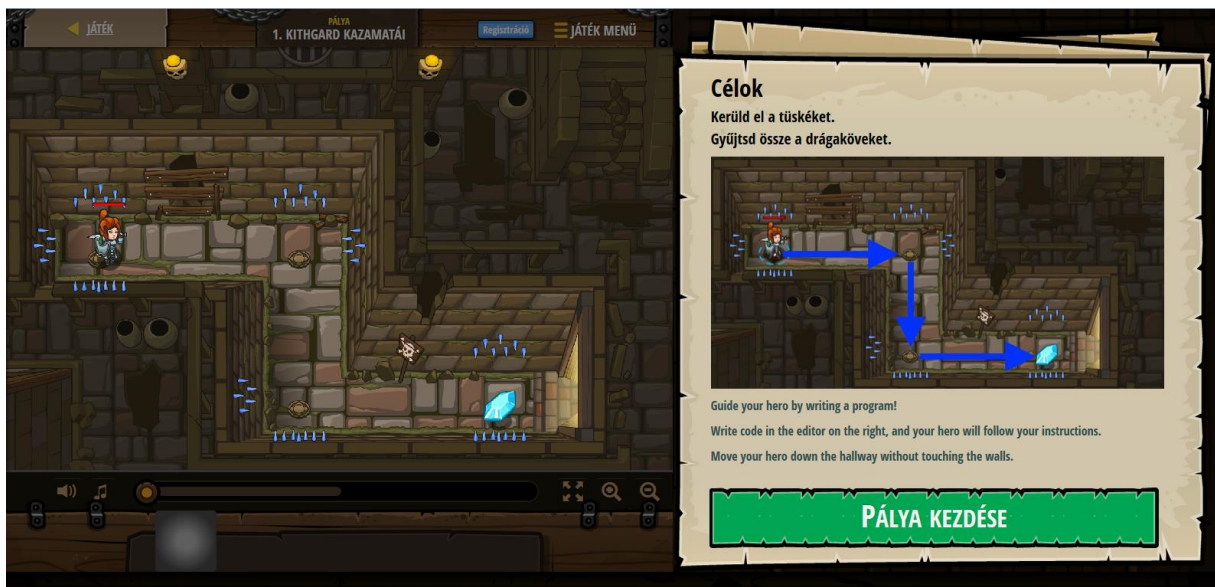 JÁTÉK
PÁLYA
1. KITHGARD KAZAMATÁI
Regisztráció
JÁTÉK MENÜ
Célok
Kerüld el a tüskéket.
Gyűjtsd össze a drágaköveket.
Guide your hero by writing a program!
Write code in the editor on the right, and your hero will follow your instructions.
Move your hero down the hallway without touching the walls.
PÁLYA KEZDÉSE